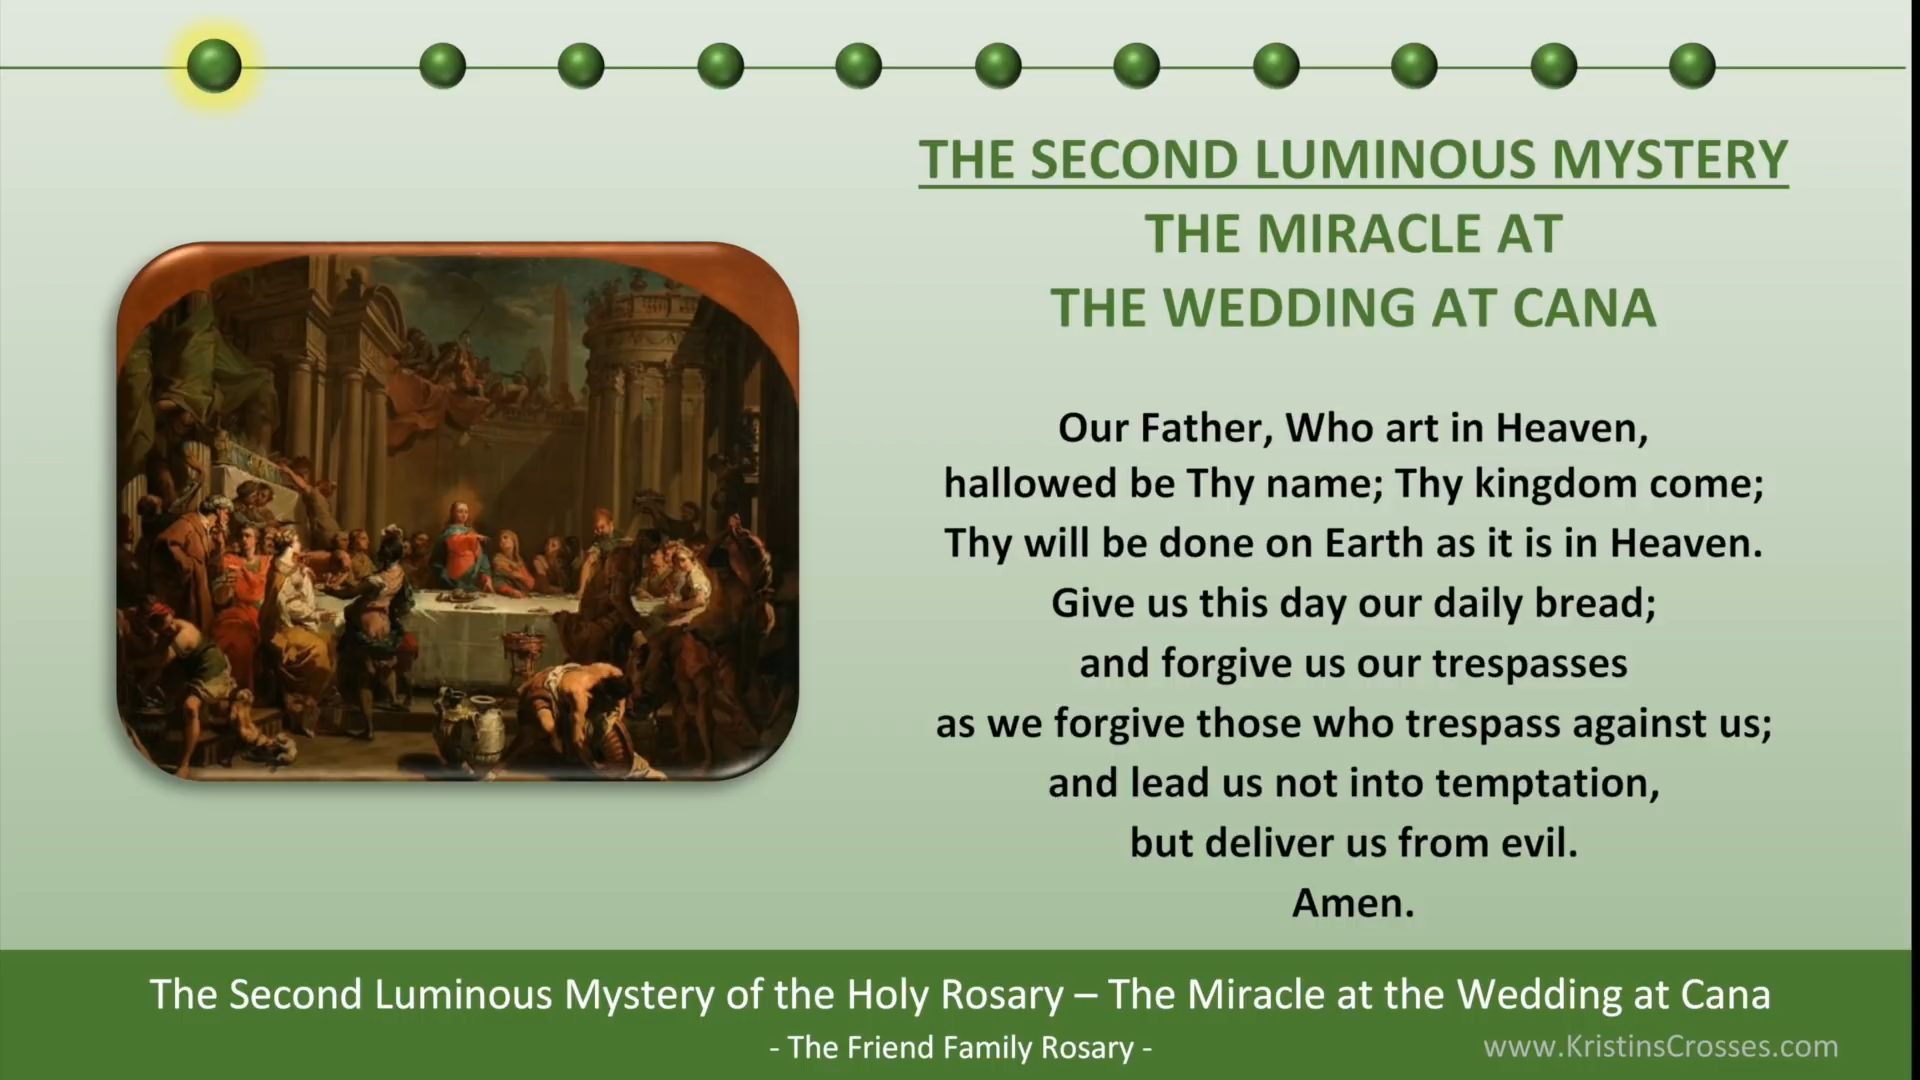 THE SECOND LUMINOUS MYSTERY
THE MIRACLE AT
THE WEDDING AT CANA
Our Father, Who art in Heaven,
hallowed be Thy name; Thy kingdom come;
Thy will be done on Earth as it is in Heaven.
Give us this day our daily bread;
and forgive us our trespasses
as we forgive those who trespass against us;
and lead us not into temptation,
but deliver us from evil.
Amen.
The Second Luminous Mystery of the Holy Rosary – The Miracle at the Wedding at Cana
- The Friend Family Rosary -
www.KristinsCrosses.com